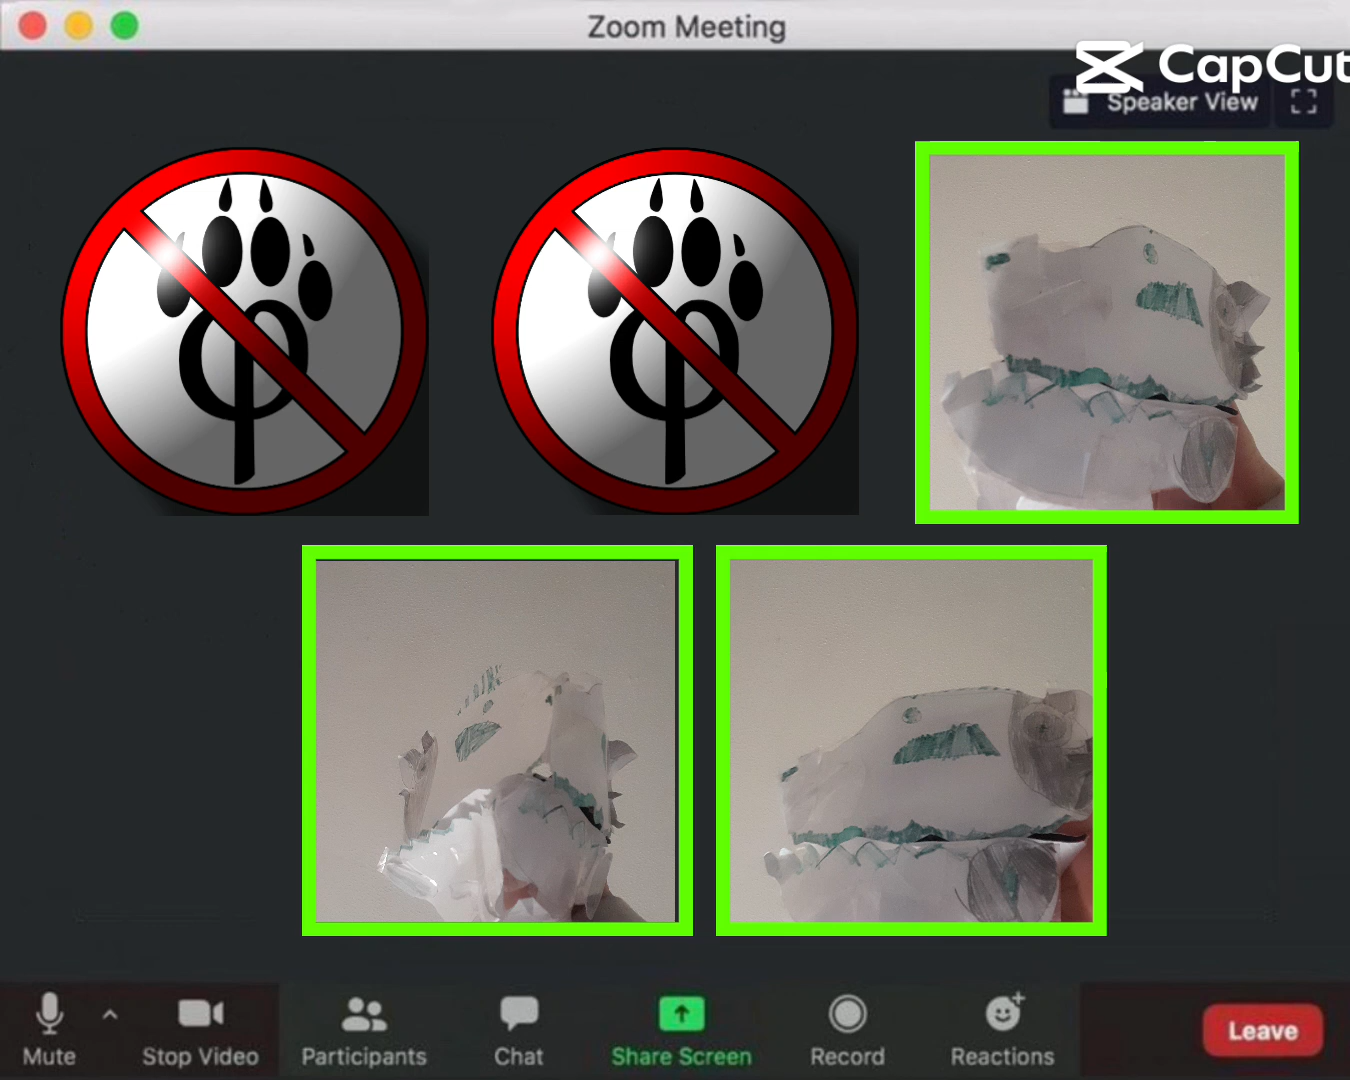 Zoom Meeting
CapCut
Speaker View
Mute
Stop Video
Participants
Chat
Share Screen
Record
Reactions
Leave